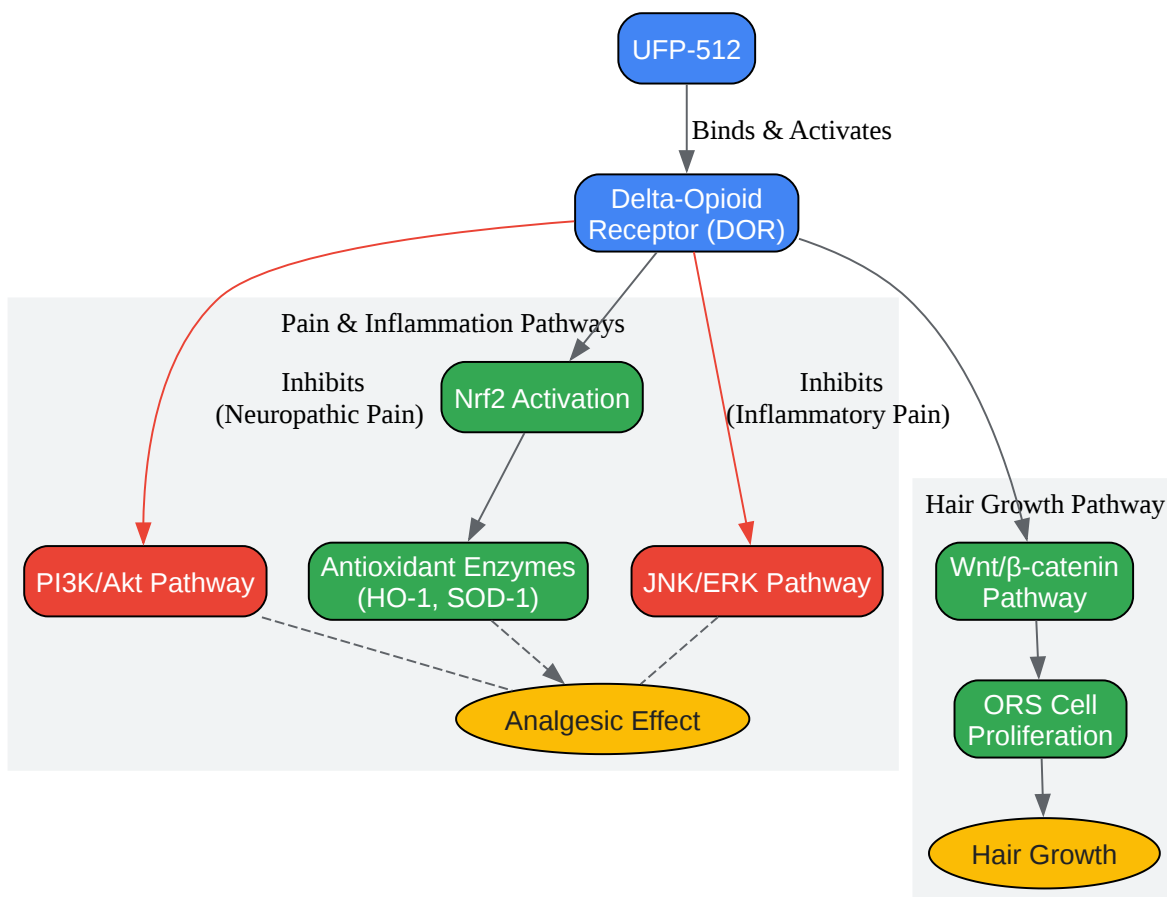 UFP-512
Binds & Activates
Delta-Opioid
Receptor (DOR)
Pain & Inflammation Pathways
Inhibits
(Neuropathic Pain)
Nrf2 Activation
Inhibits
(Inflammatory Pain)
Hair Growth Pathway
PI3K/Akt Pathway
Antioxidant Enzymes
(HO-1, SOD-1)
JNK/ERK Pathway
Wnt/β-catenin
Pathway
Analgesic Effect
ORS Cell
Proliferation
Hair Growth